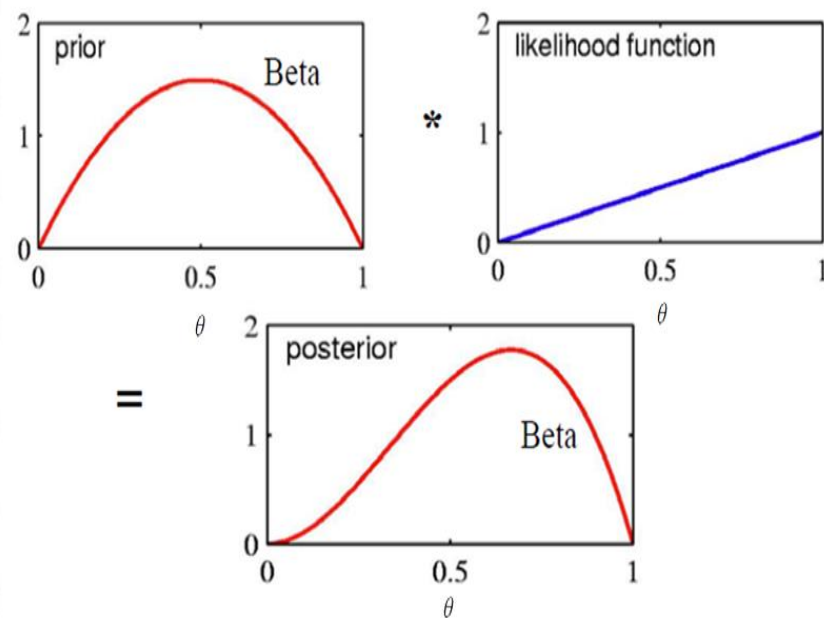 prior
Beta
2
1
0
0 0.5 1
θ
*
likelihood function
2
1
0
0 0.5 1
θ
=
posterior
Beta
2
1
0
0 0.5 1
θ